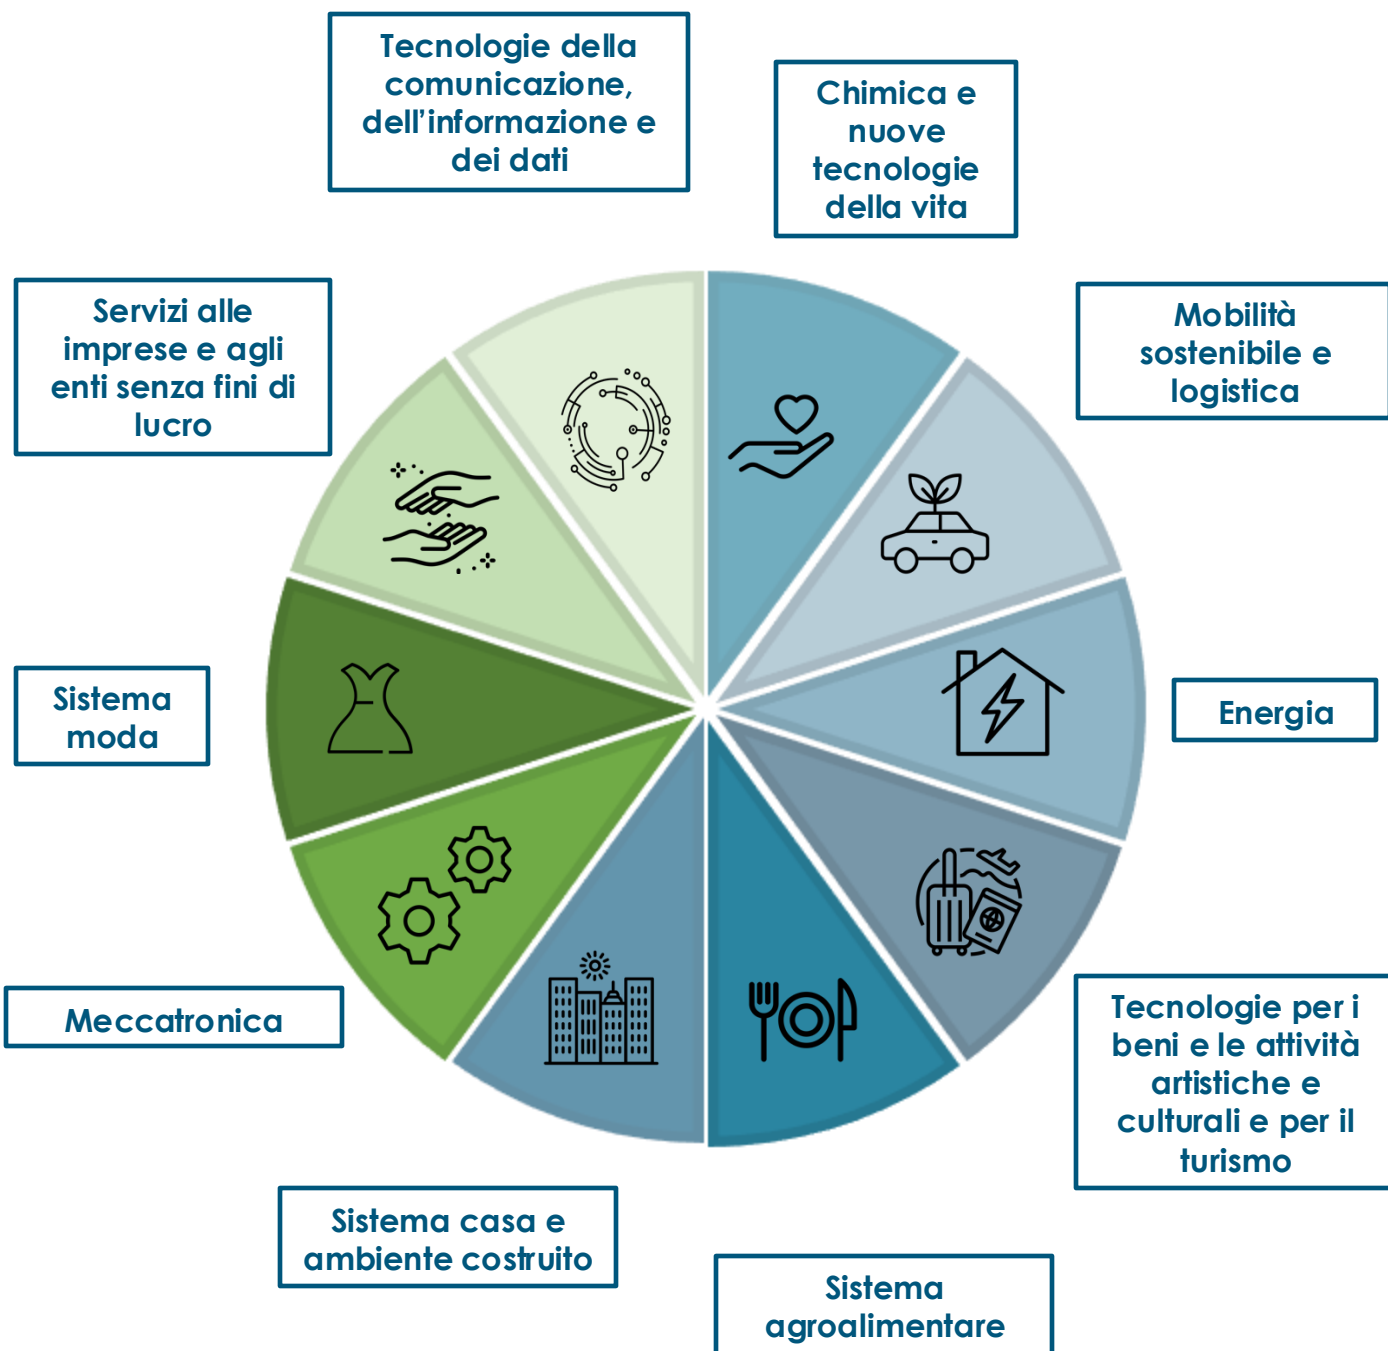 Tecnologie della
comunicazione,
dell'informazione e
dei dati
Chimica e
nuove
tecnologie
della vita
Servizi alle
imprese e agli
enti senza fini di
lucro
Mobilità
sostenibile e
logistica
Sistema
moda
Energia
Meccatronica
Tecnologie per i
beni e le attività
artistiche e
culturali e per il
turismo
Sistema casa e
ambiente costruito
Sistema
agroalimentare